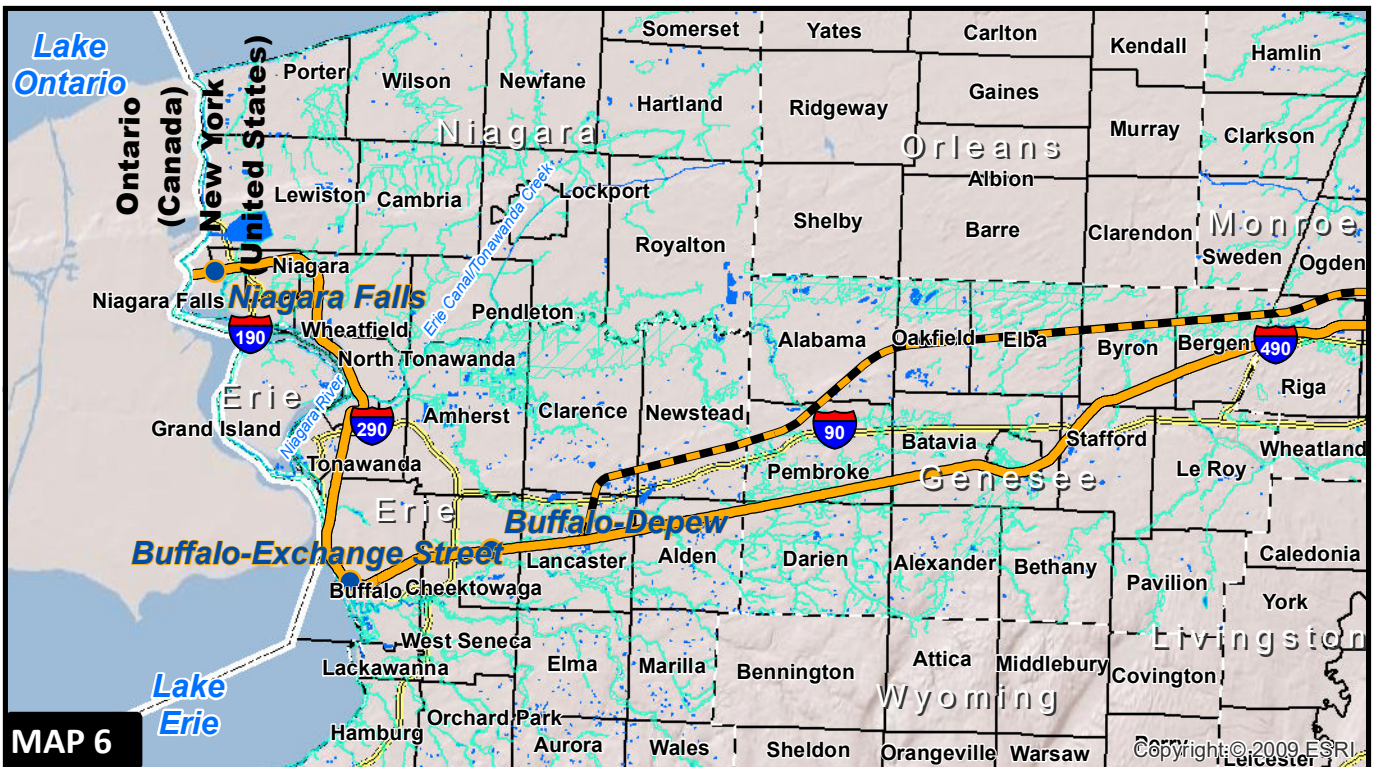 Lake
Ontario
Ontario
(Canada)
New York
(United States)
Porter
Wilson
Newfane
Somerset
Hartland
Yates
Ridgeway
Carlton
Gaines
Kendall
Murray
Hamlin
Clarkson
Niagara
Orleans
Albion
Lewiston
Cambria
Erie Canal/Tonawanda Creek
Lockport
Royalton
Shelby
Barre
Clarendon
Monroe
Sweden
Ogden
Niagara
Niagara Falls
Niagara Falls
190
Wheatfield
Pendleton
North Tonawanda
Alabama
Oakfield
Elba
Byron
Bergen
490
Riga
Erie
Grand Island
Niagara River
290
Amherst
Clarence
Newstead
90
Batavia
Stafford
Wheatland
Tonawanda
Pembroke
Genesee
Le Roy
Erie
Buffalo-Depew
Buffalo-Exchange Street
Lancaster
Alden
Darien
Alexander
Bethany
Pavilion
Caledonia
York
Buffalo
Cheektowaga
West Seneca
Lackawanna
Elma
Marilla
Bennington
Attica
Middlebury
Covington
Livingston
Wyoming
Lake
Erie
Hamburg
Orchard Park
Aurora
Wales
Sheldon
Orangeville
Warsaw
Perry
Leicester
Copyright:© 2009 ESRI
MAP 6